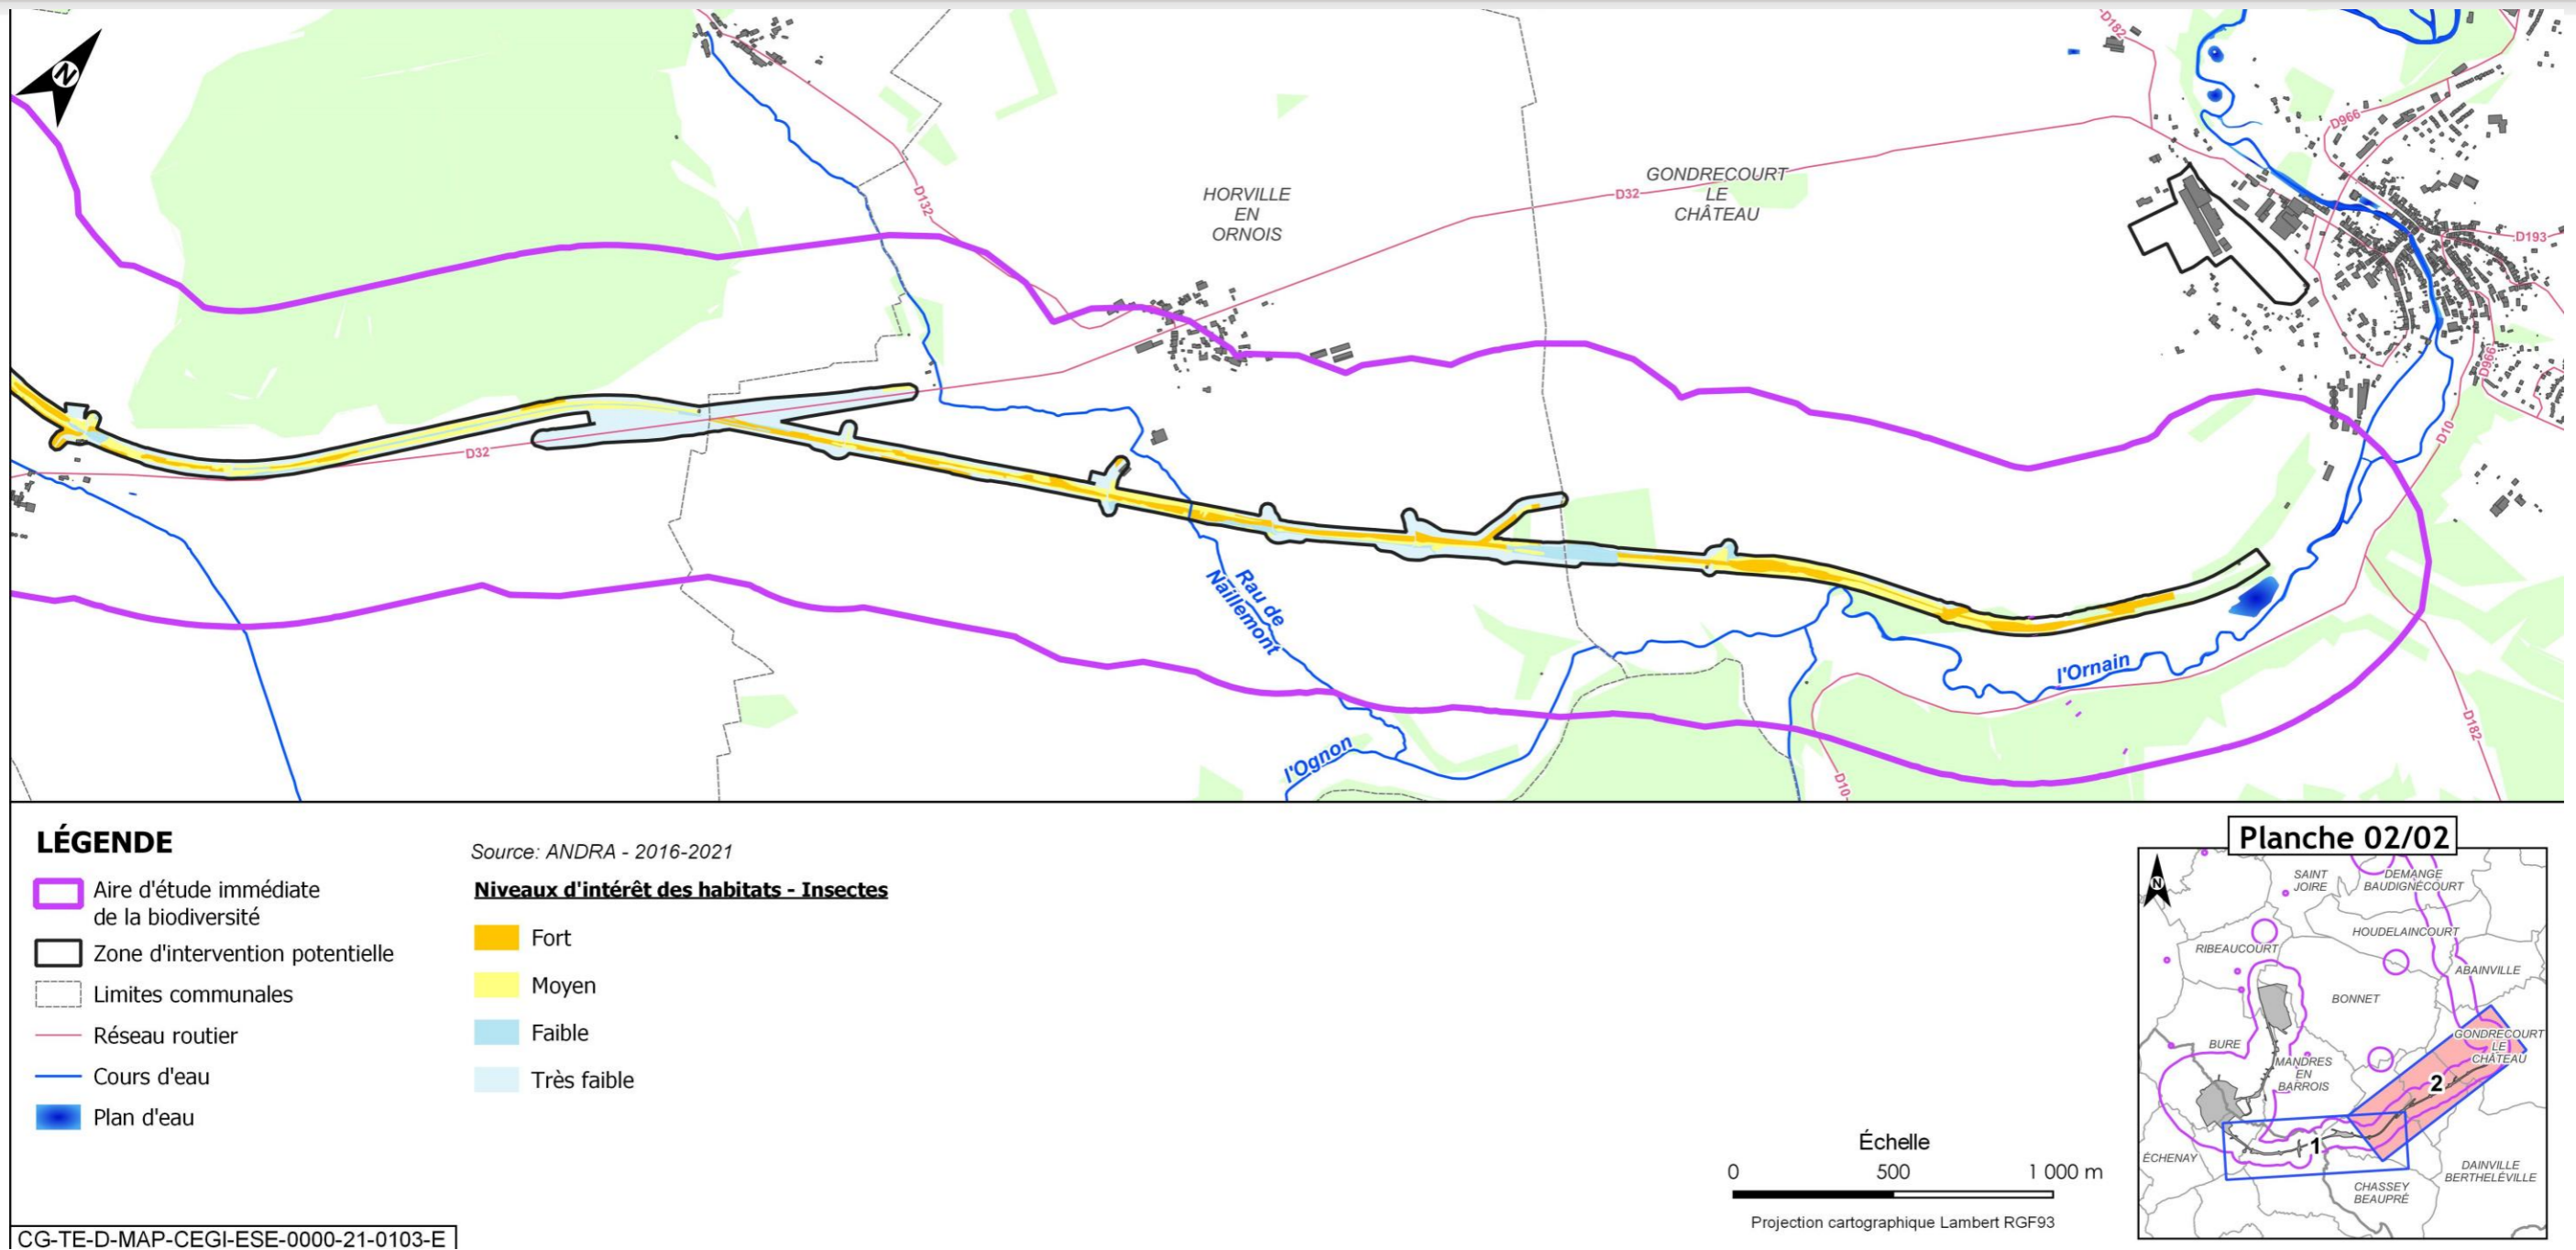 N
D182
D966
D132
HORVILLE
EN
ORNOIS
GONDRECOURT
LE
CHÂTEAU
D32
D193
D966
D10
D32
Rau de
Naillemont
l'Ornain
l'Ognon
D10
D182
LÉGENDE
Aire d'étude immédiate
de la biodiversité
Zone d'intervention potentielle
Limites communales
Réseau routier
Cours d'eau
Plan d'eau
Source: ANDRA - 2016-2021
Niveaux d'intérêt des habitats - Insectes
Fort
Moyen
Faible
Très faible
Échelle
0 500 1 000 m
Projection cartographique Lambert RGF93
Planche 02/02
N
SAINT
JOIRE
DEMANGE
BAUDIGNÉCOURT
HOUDELAINCOURT
RIBEAUCOURT
ABAINVILLE
BONNET
GONDRECOURT
LE
CHÂTEAU
BURE
MANDRES
EN
BARROIS
2
1
ÉCHENAY
DAINVILLE
BERTHELÉVILLE
CHASSEY
BEAUPRÉ
CG-TE-D-MAP-CEGI-ESE-0000-21-0103-E